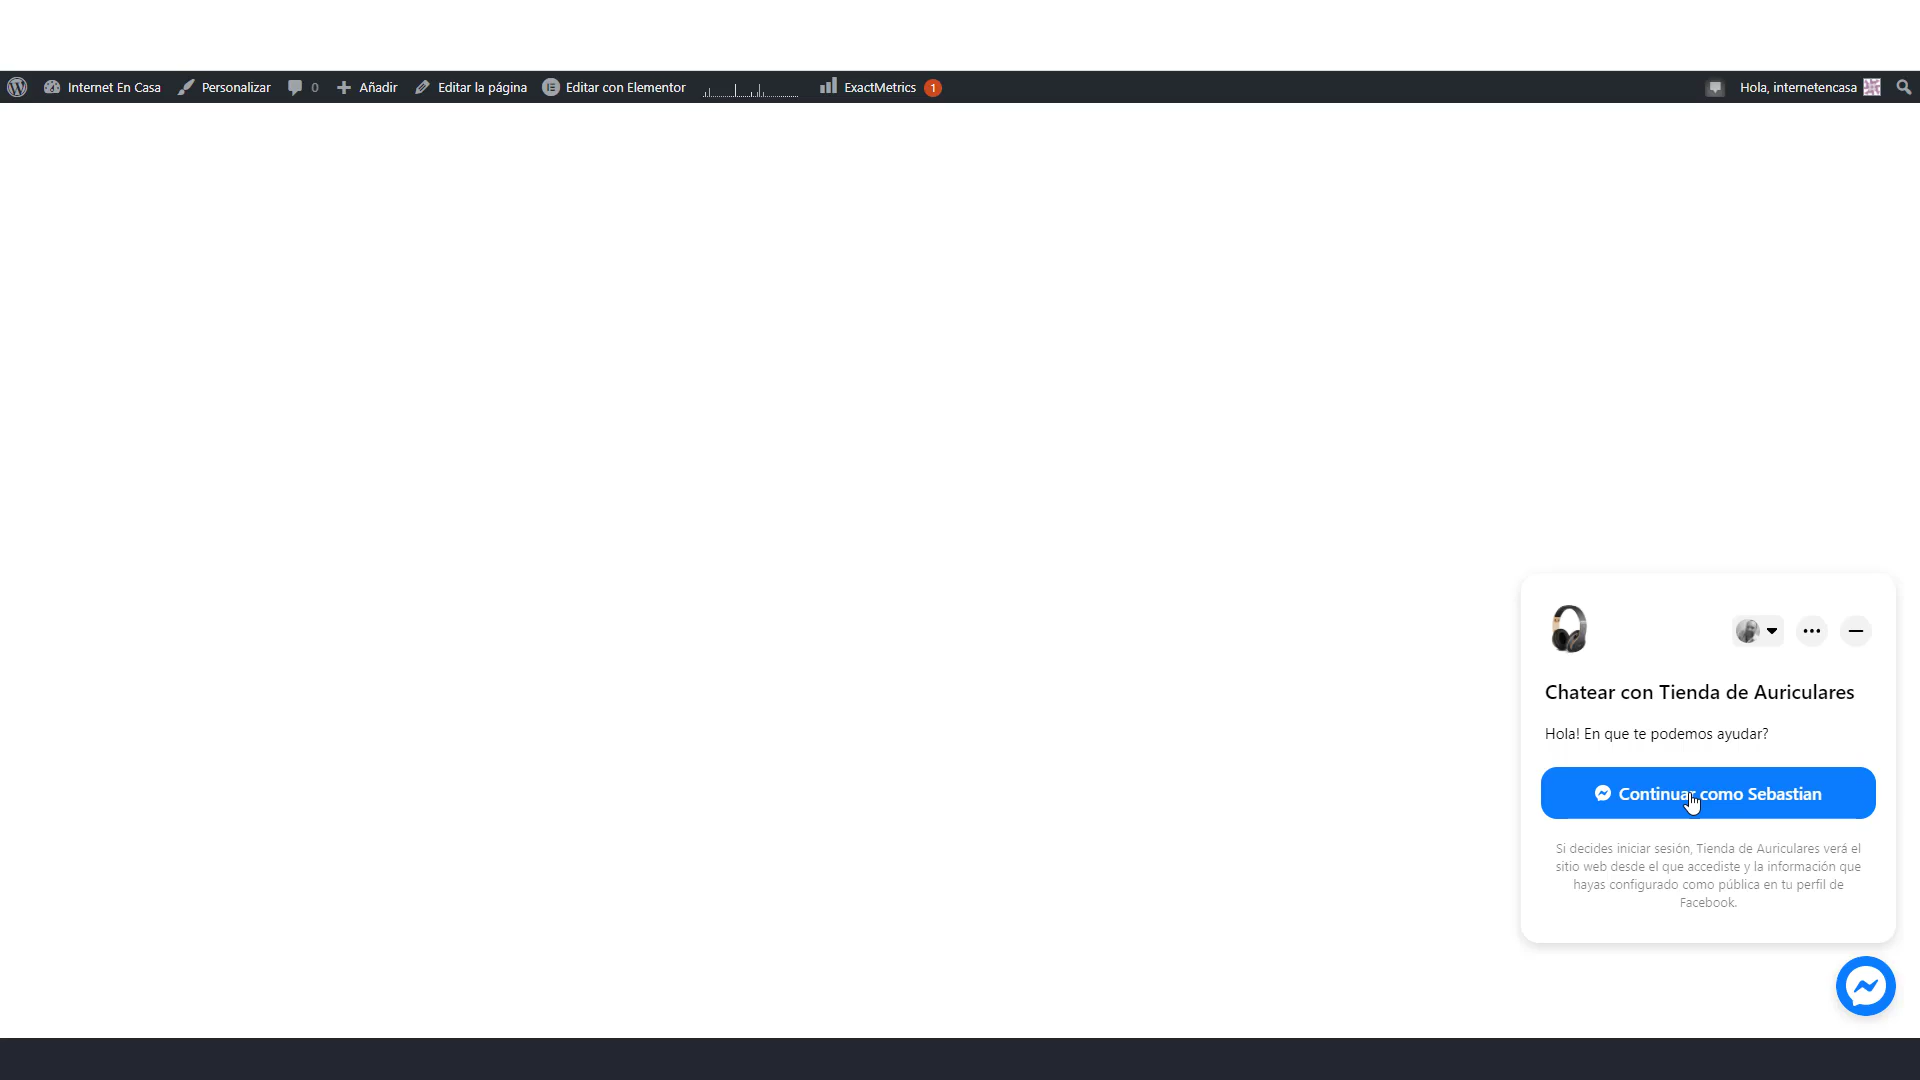 Internet En Casa Personalizar 0 Añadir Editar la página Editar con Elementor ExactMetrics 1 Hola, internetencasa
Chatear con Tienda de Auriculares
Hola! En que te podemos ayudar?
Continuar como Sebastian
Si decides iniciar sesión, Tienda de Auriculares verá el
sitio web desde el que accediste y la información que
hayas configurado como pública en tu perfil de
Facebook.